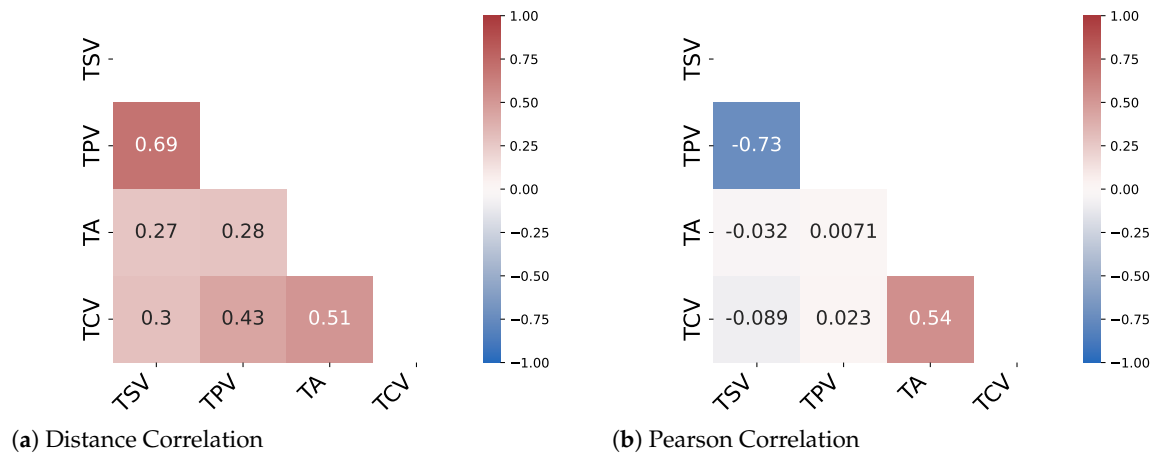 TSV
TPV
TA
TCV
0.69
0.27 0.28
0.3 0.43 0.51
TSV TPV TA TCV
1.00
0.75
0.50
0.25
0.00
−0.25
−0.50
−0.75
−1.00
(a) Distance Correlation
TSV
TPV
TA
TCV
-0.73
-0.032 0.0071
-0.089 0.023 0.54
TSV TPV TA TCV
1.00
0.75
0.50
0.25
0.00
−0.25
−0.50
−0.75
−1.00
(b) Pearson Correlation